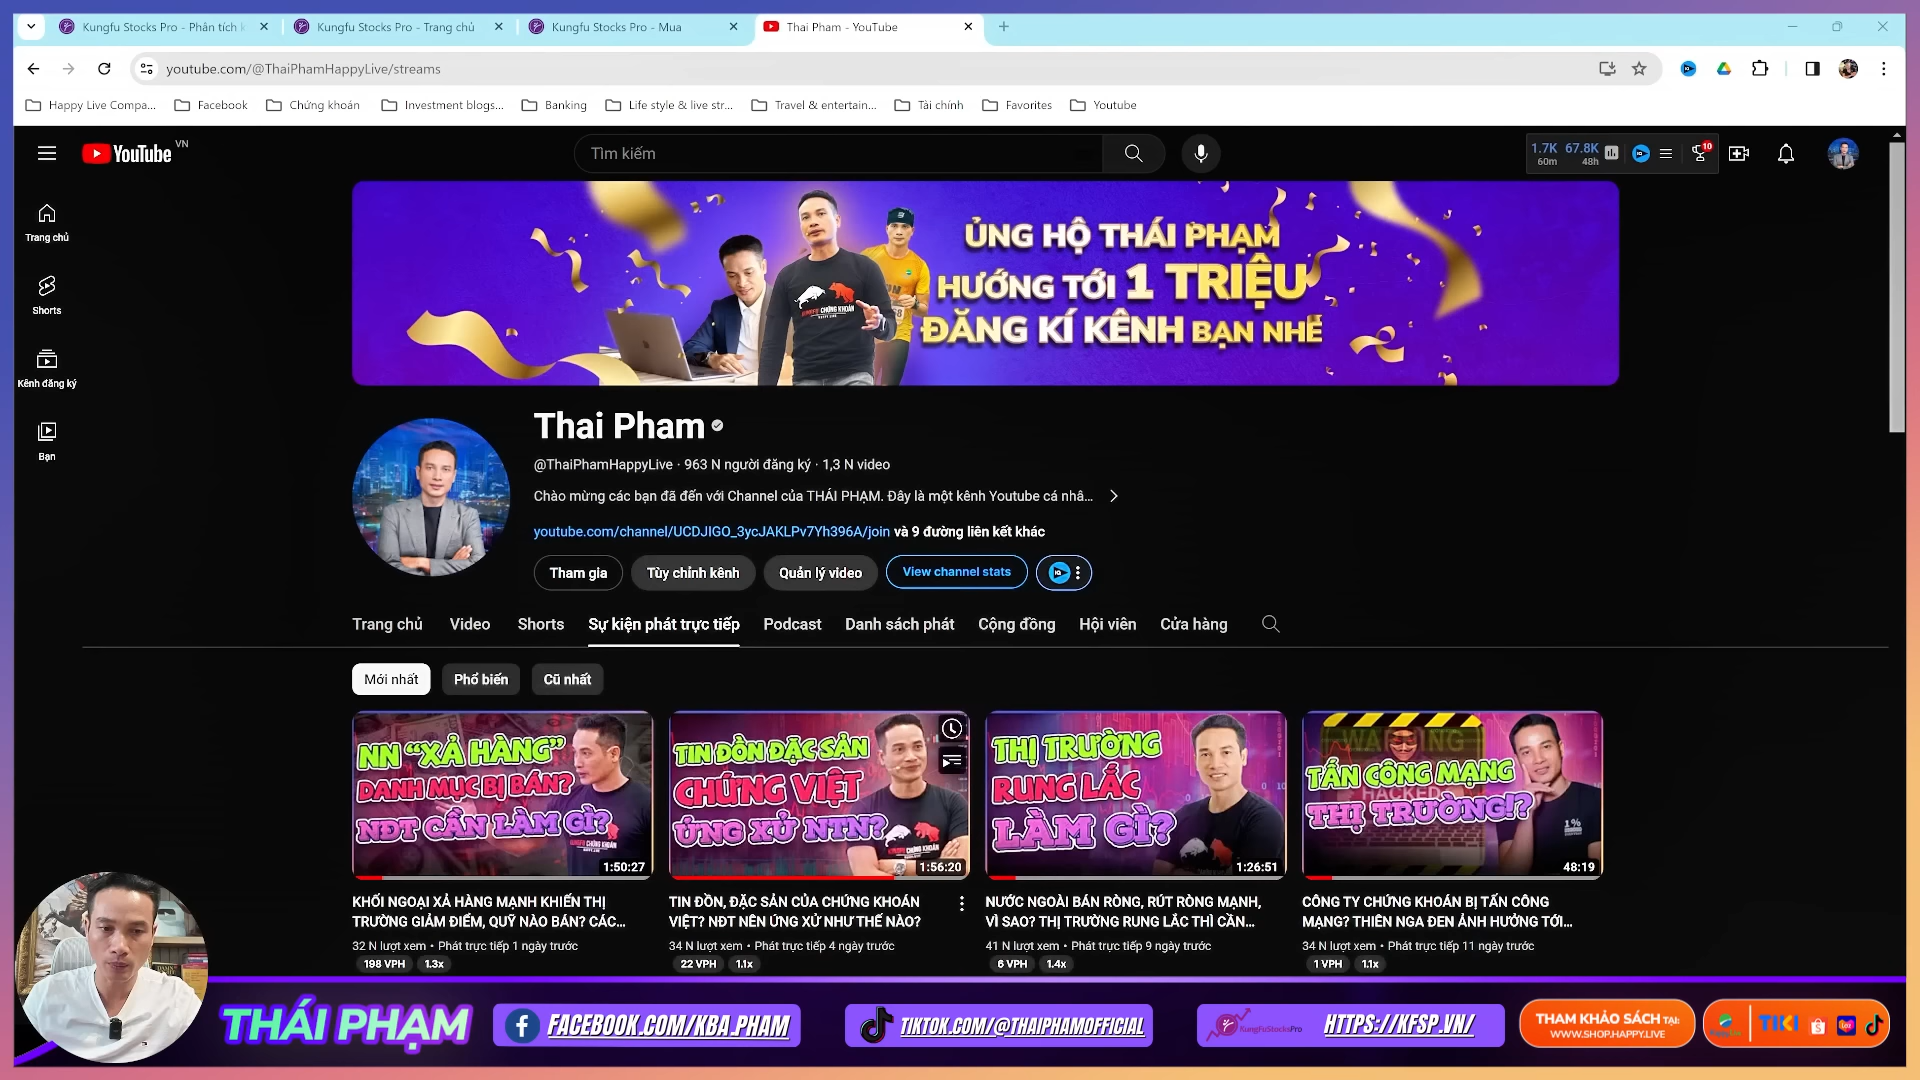 Kungfu Stocks Pro - Phân tích k
Kungfu Stocks Pro - Trang chủ
Kungfu Stocks Pro - Mua
Thai Pham - YouTube
youtube.com/@ThaiPhamHappyLive/streams
Happy Live Compa...
Facebook
Chứng khoán
Investment blogs...
Banking
Life style & live str...
Travel & entertain...
Tài chính
Favorites
Youtube
YouTube VN
Tìm kiếm
1.7K 67.8K
60m 48h
10
Trang chủ
Shorts
Kênh đăng ký
Bạn
ỦNG HỘ THÁI PHẠM
HƯỚNG TỚI 1 TRIỆU
ĐĂNG KÍ KÊNH BẠN NHÉ
KUNGFU CHỨNG KHOÁN
Thai Pham
@ThaiPhamHappyLive · 963 N người đăng ký · 1,3 N video
Chào mừng các bạn đã đến với Channel của THÁI PHẠM. Đây là một kênh Youtube cá nhâ...
youtube.com/channel/UCDJIGO_3ycJAKLPv7Yh396A/join và 9 đường liên kết khác
Tham gia
Tùy chỉnh kênh
Quản lý video
View channel stats
Trang chủ
Video
Shorts
Sự kiện phát trực tiếp
Podcast
Danh sách phát
Cộng đồng
Hội viên
Cửa hàng
Mới nhất
Phổ biến
Cũ nhất
NN “XẢ HÀNG”
DANH MỤC BỊ BÁN?
NĐT CẦN LÀM GÌ?
1:50:27
TIN ĐỒN ĐẶC SẢN
CHỨNG VIỆT
ỨNG XỬ NTN?
1:56:20
THỊ TRƯỜNG
RUNG LẮC
LÀM GÌ?
1:26:51
WARNING
TẤN CÔNG MẠNG
HACKED
THỊ TRƯỜNG!?
1%
48:19
KHỐI NGOẠI XẢ HÀNG MẠNH KHIẾN THỊ
TRƯỜNG GIẢM ĐIỂM, QUỸ NÀO BÁN? CÁC...
32 N lượt xem • Phát trực tiếp 1 ngày trước
198 VPH 1.3x
TIN ĐỒN, ĐẶC SẢN CỦA CHỨNG KHOÁN
VIỆT? NĐT NÊN ỨNG XỬ NHƯ THẾ NÀO?
34 N lượt xem • Phát trực tiếp 4 ngày trước
22 VPH 1.1x
NƯỚC NGOÀI BÁN RÒNG, RÚT RÒNG MẠNH,
VÌ SAO? THỊ TRƯỜNG RUNG LẮC THÌ CẦN...
41 N lượt xem • Phát trực tiếp 9 ngày trước
6 VPH 1.4x
CÔNG TY CHỨNG KHOÁN BỊ TẤN CÔNG
MẠNG? THIÊN NGA ĐEN ẢNH HƯỞNG TỚI...
34 N lượt xem • Phát trực tiếp 11 ngày trước
1 VPH 1.1x
THÁI PHẠM
FACEBOOK.COM/KBA.PHAM
TIKTOK.COM/@THAIPHAMOFFICIAL
KungFuStocksPro
HTTPS://KFSP.VN/
THAM KHẢO SÁCH TẠI:
WWW.SHOP.HAPPY.LIVE
TIKI